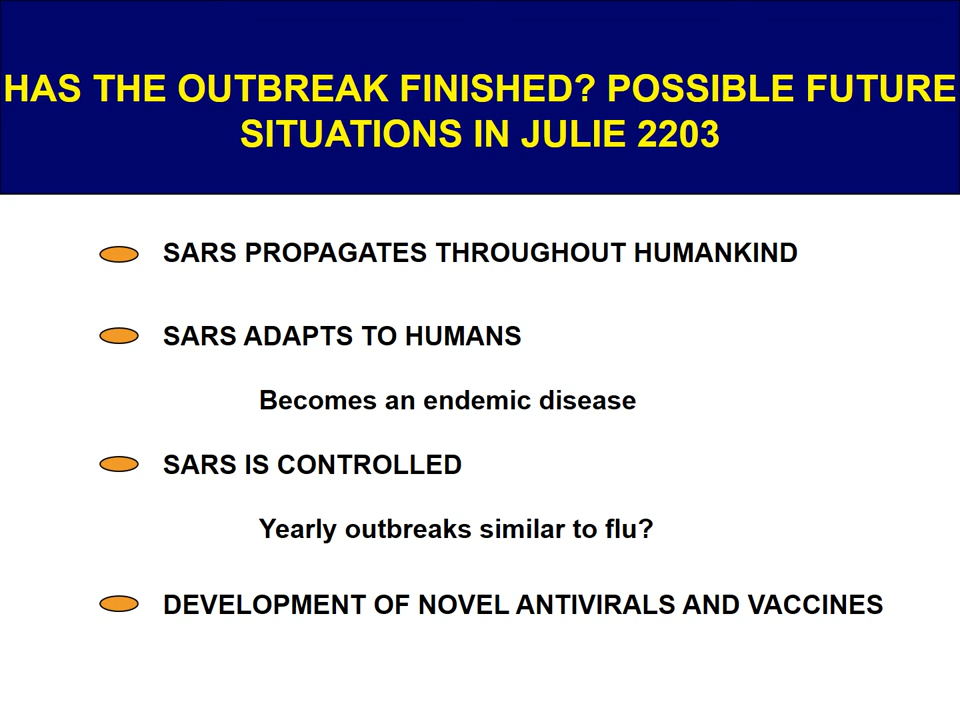 HAS THE OUTBREAK FINISHED? POSSIBLE FUTURE
SITUATIONS IN JULIE 2203
SARS PROPAGATES THROUGHOUT HUMANKIND
SARS ADAPTS TO HUMANS
Becomes an endemic disease
SARS IS CONTROLLED
Yearly outbreaks similar to flu?
DEVELOPMENT OF NOVEL ANTIVIRALS AND VACCINES